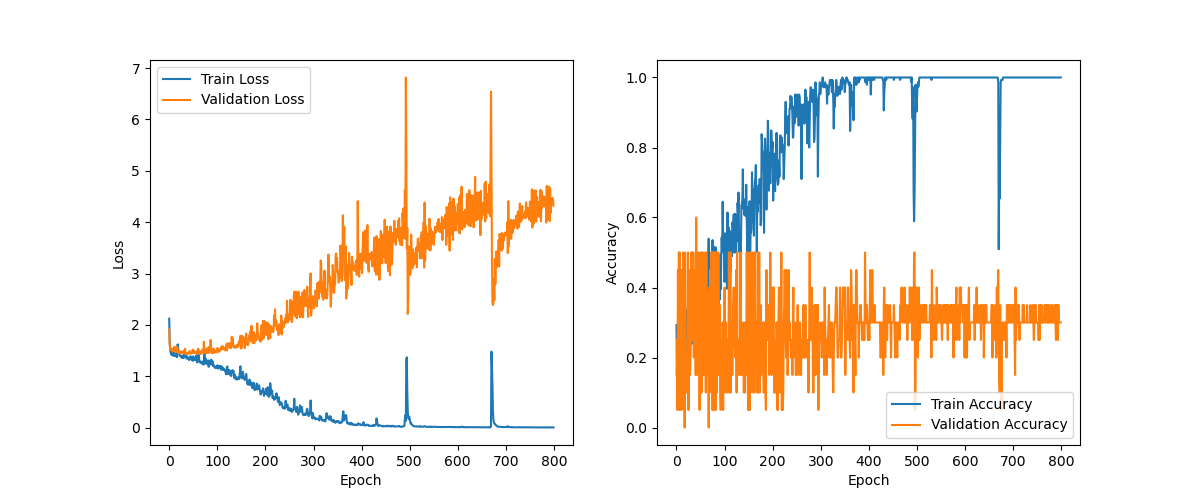 Train Loss
Validation Loss
7
6
5
4
3
2
1
0
Loss
0 100 200 300 400 500 600 700 800
Epoch
1.0
0.8
0.6
0.4
0.2
0.0
Accuracy
Train Accuracy
Validation Accuracy
0 100 200 300 400 500 600 700 800
Epoch